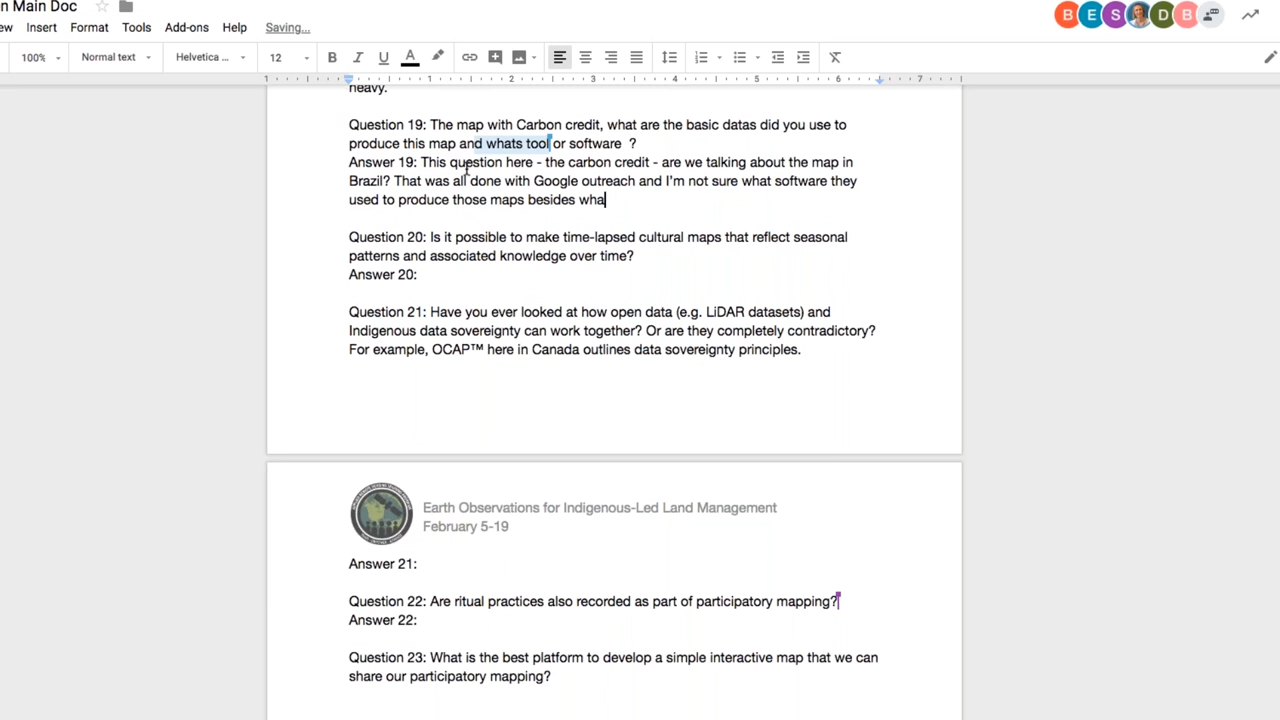 n Main Doc
ew Insert Format Tools Add-ons Help Saving...
B E S D B
100% Normal text Helvetica ... 12 B I U A
1 1 2 3 4 5 6 7
heavy.
Question 19: The map with Carbon credit, what are the basic datas did you use to
produce this map and whats tool or software ?
Answer 19: This question here - the carbon credit - are we talking about the map in
Brazil? That was all done with Google outreach and I'm not sure what software they
used to produce those maps besides wha
Question 20: Is it possible to make time-lapsed cultural maps that reflect seasonal
patterns and associated knowledge over time?
Answer 20:
Question 21: Have you ever looked at how open data (e.g. LiDAR datasets) and
Indigenous data sovereignty can work together? Or are they completely contradictory?
For example, OCAP™ here in Canada outlines data sovereignty principles.
Earth Observations for Indigenous-Led Land Management
February 5-19
Answer 21:
Question 22: Are ritual practices also recorded as part of participatory mapping?
Answer 22:
Question 23: What is the best platform to develop a simple interactive map that we can
share our participatory mapping?